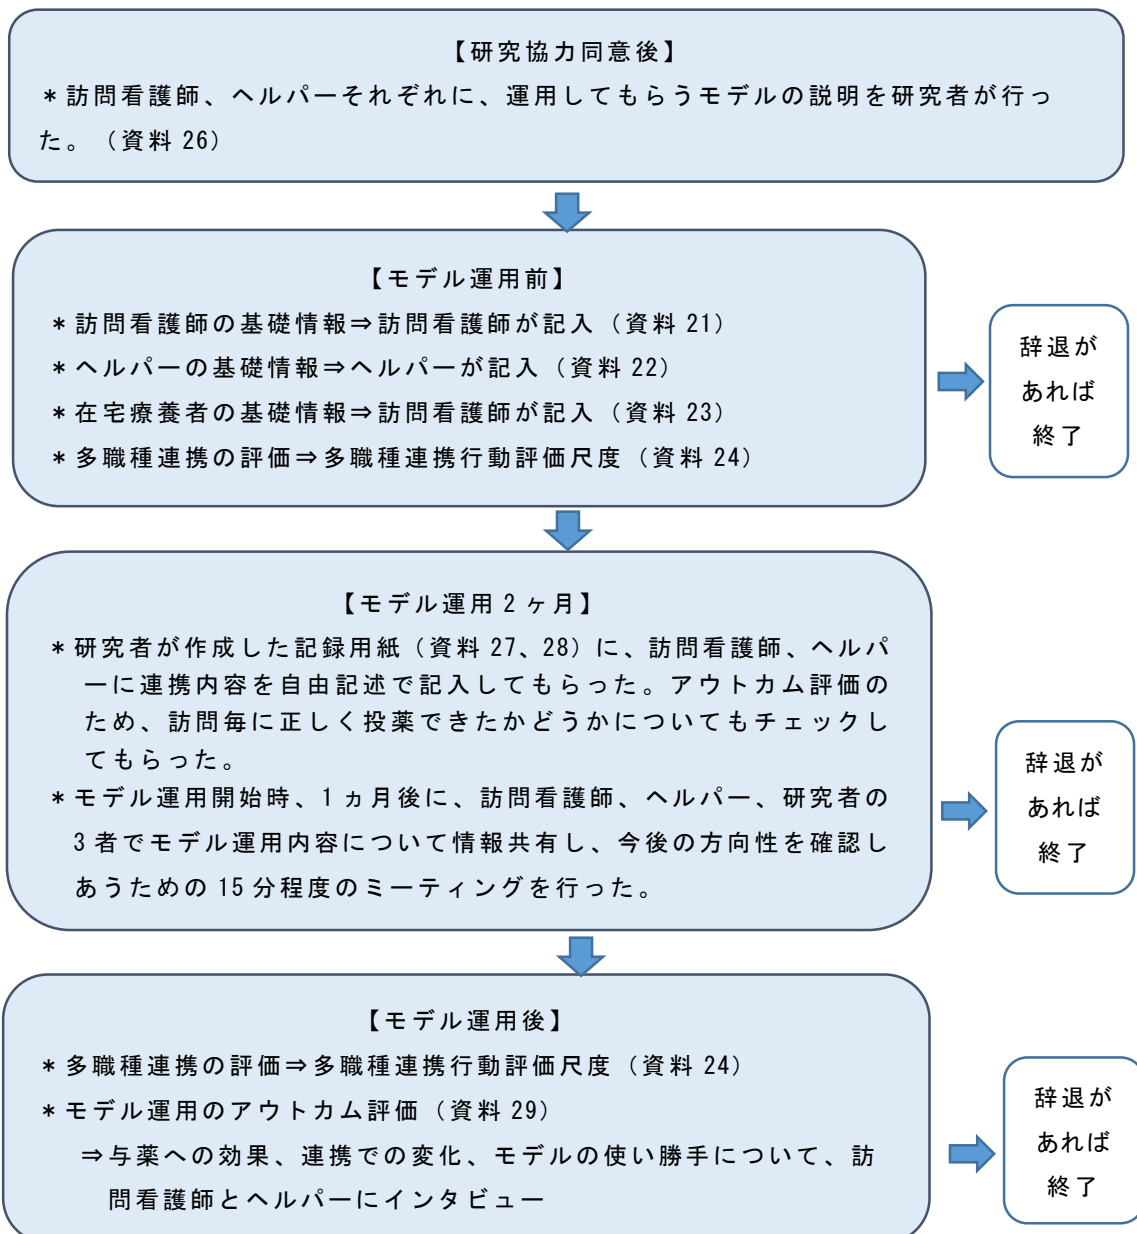 【研究協力同意後】
＊訪問看護師、ヘルパーそれぞれに、運用してもらうモデルの説明を研究者が行っ
た。（資料 26）
【モデル運用前】
＊訪問看護師の基礎情報⇒訪問看護師が記入（資料 21）
＊ヘルパーの基礎情報⇒ヘルパーが記入（資料 22）
＊在宅療養者の基礎情報⇒訪問看護師が記入（資料 23）
＊多職種連携の評価⇒多職種連携行動評価尺度（資料 24）
辞退が
あれば
終了
【モデル運用 2 ヶ月】
＊研究者が作成した記録用紙（資料 27、28）に、訪問看護師、ヘルパ
ーに連携内容を自由記述で記入してもらった。アウトカム評価の
ため、訪問毎に正しく投薬できたかどうかについてもチェックし
てもらった。
＊モデル運用開始時、1 ヵ月後に、訪問看護師、ヘルパー、研究者の
3 者でモデル運用内容について情報共有し、今後の方向性を確認し
あうための 15 分程度のミーティングを行った。
辞退が
あれば
終了
【モデル運用後】
＊多職種連携の評価⇒多職種連携行動評価尺度（資料 24）
＊モデル運用のアウトカム評価（資料 29）
⇒与薬への効果、連携での変化、モデルの使い勝手について、訪
問看護師とヘルパーにインタビュー
辞退が
あれば
終了